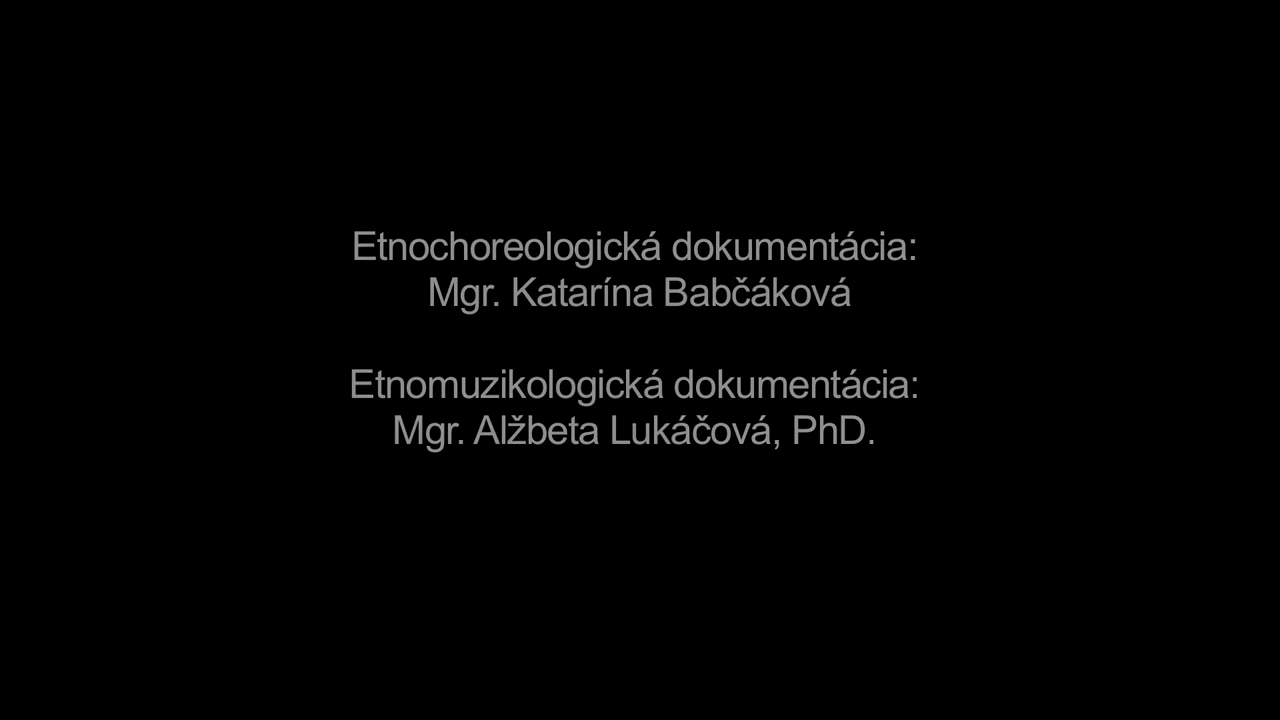 Etnochoreologická dokumentácia:
Mgr. Katarína Babčáková
Etnomuzikologická dokumentácia:
Mgr. Alžbeta Lukáčová, PhD.